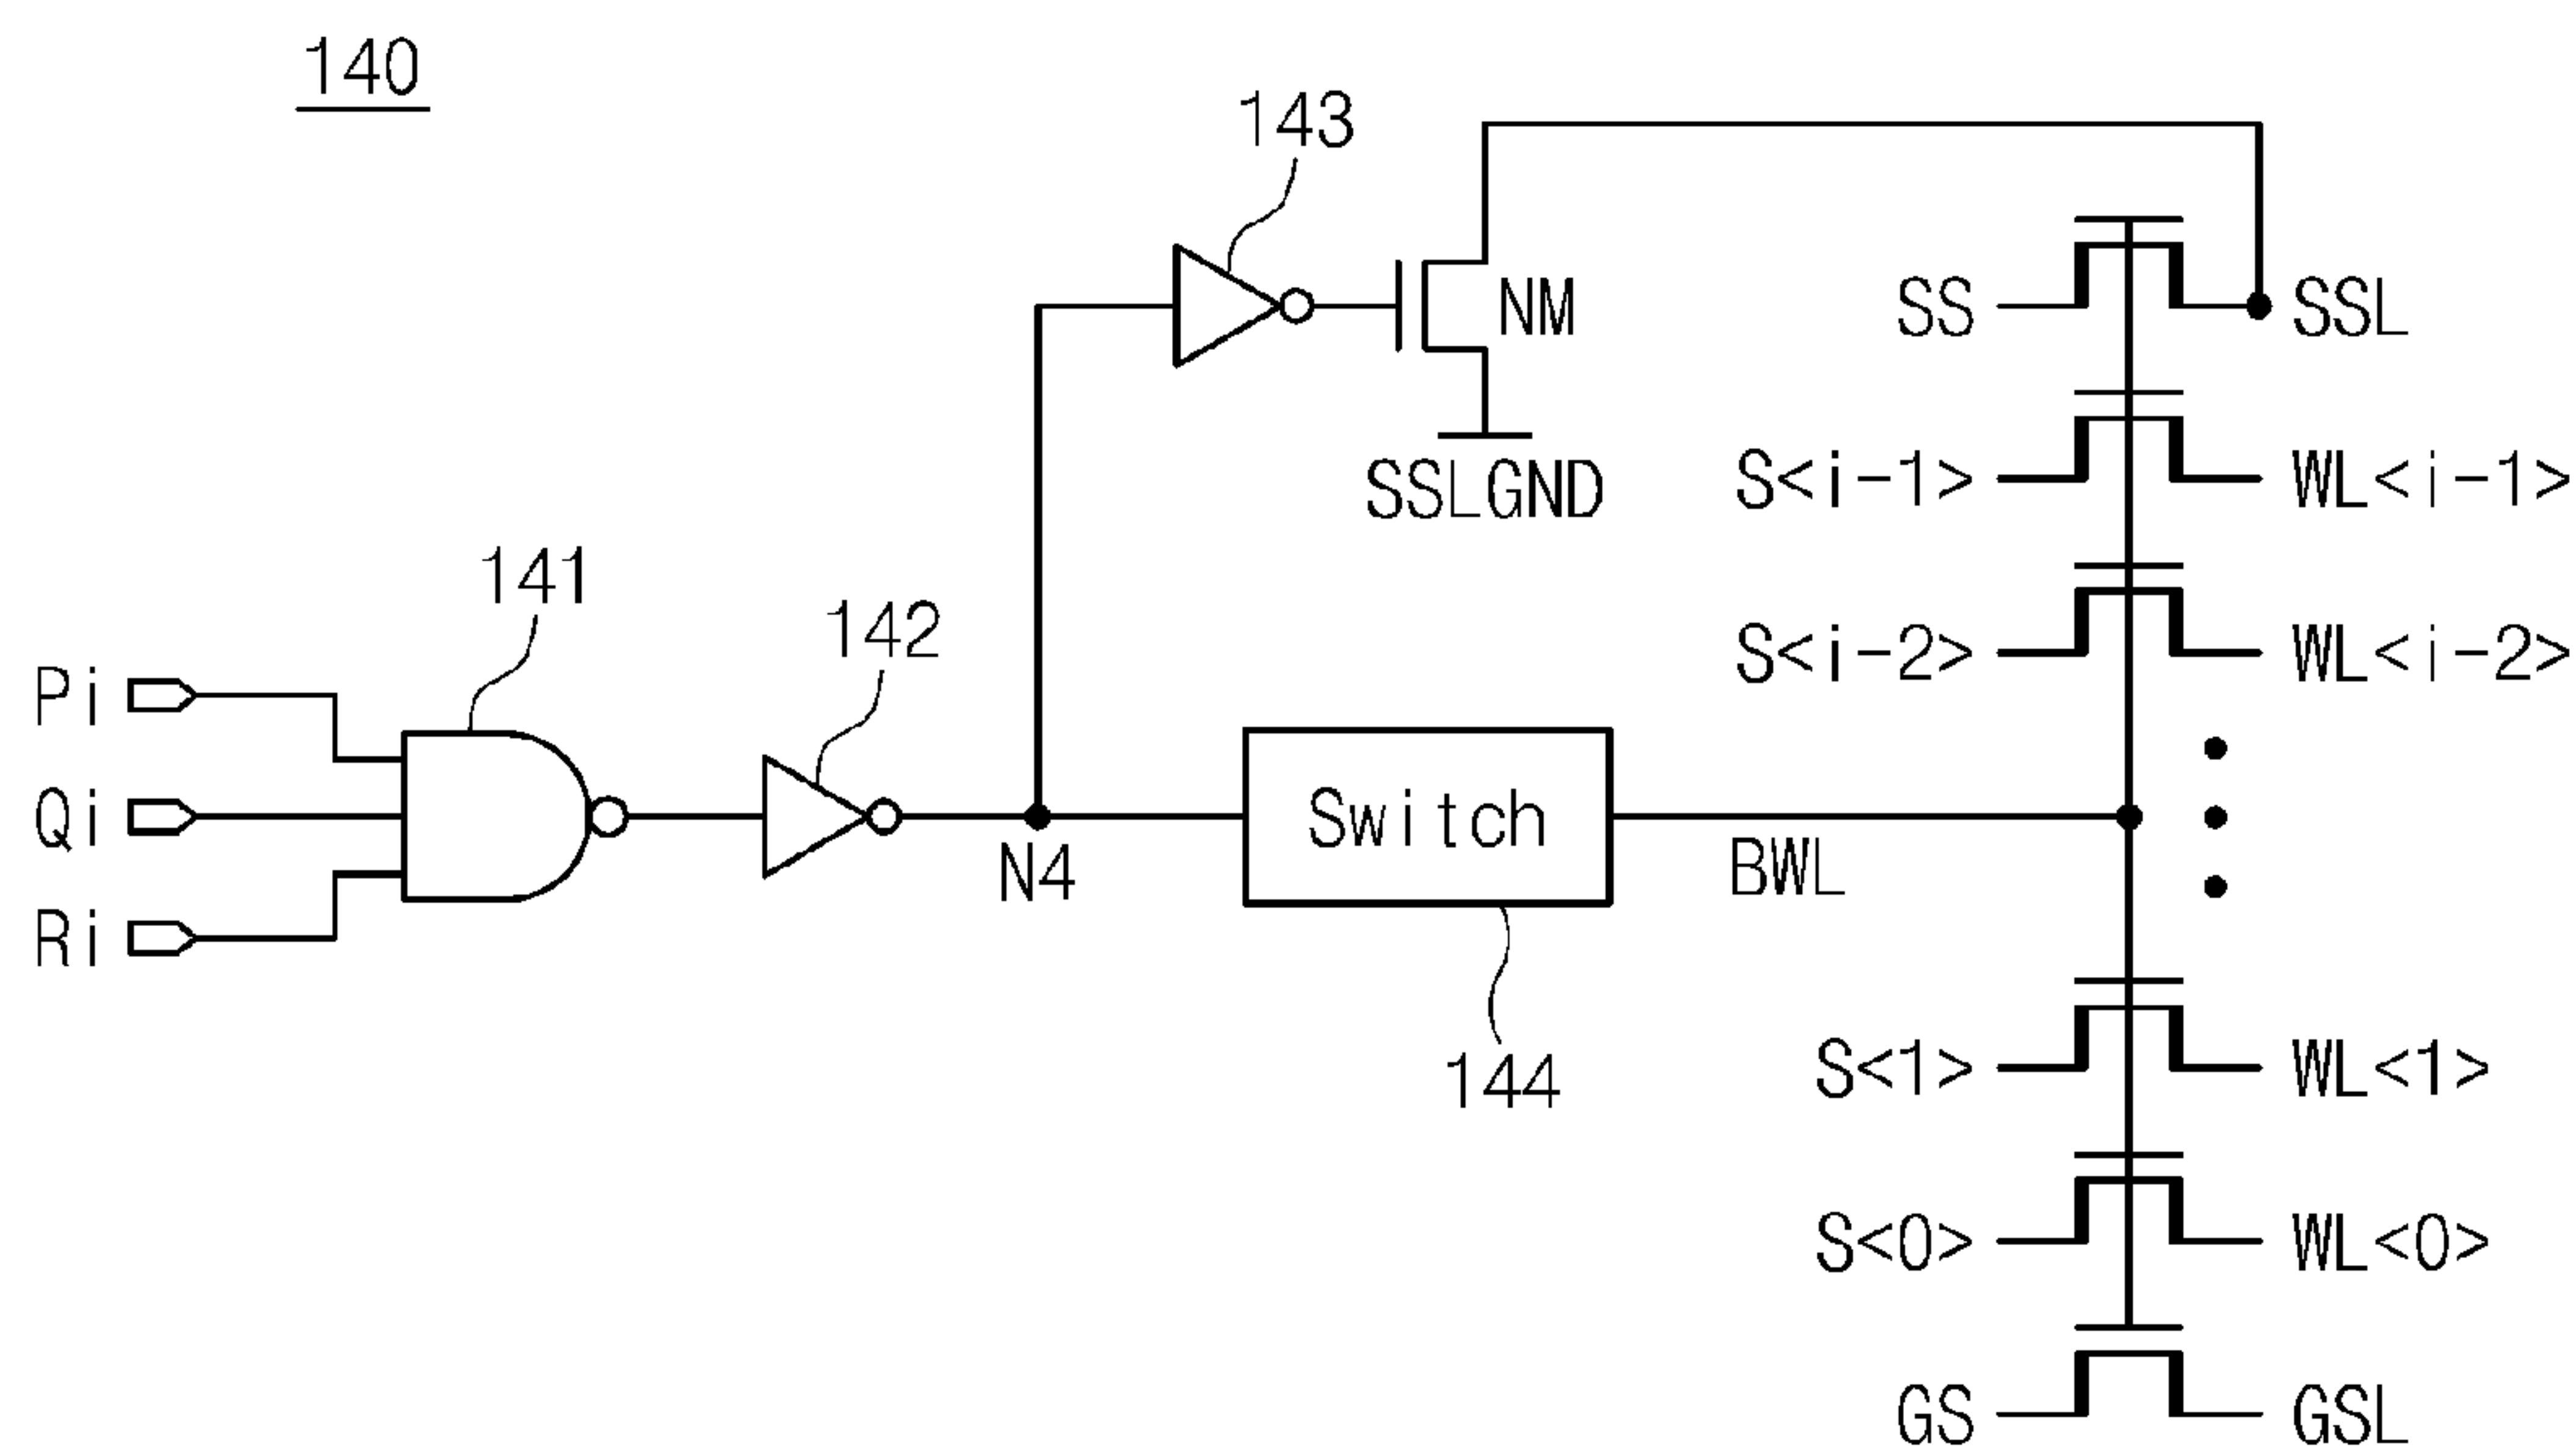 140
143
SS
NM
SSL
SSLGND
S<i-1>
WL<i-1>
141
142
S<i-2>
WL<i-2>
Pi
Qi
Switch
N4
BWL
Ri
144
S<1>
WL<1>
S<0>
WL<0>
GS
GSL